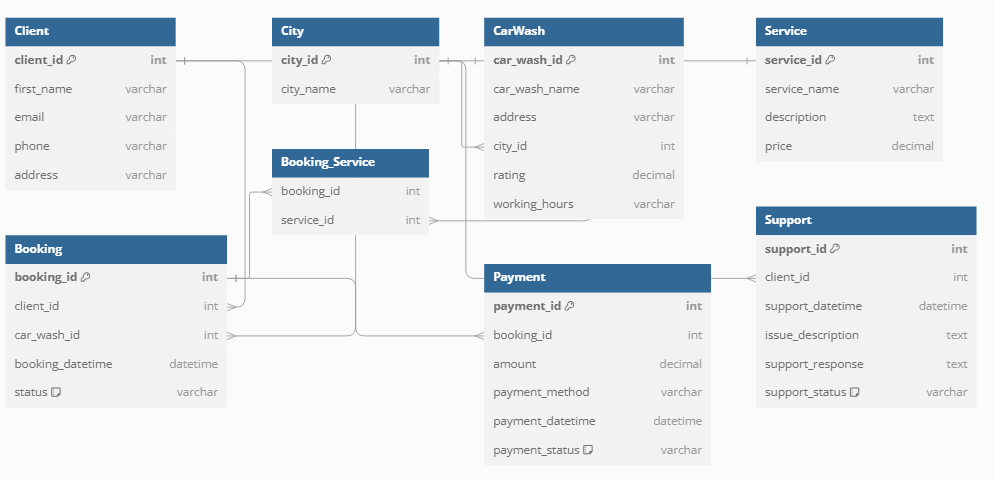 Client
client_id int
first_name varchar
email varchar
phone varchar
address varchar
City
city_id int
city_name varchar
CarWash
car_wash_id int
car_wash_name varchar
address varchar
city_id int
rating decimal
working_hours varchar
Service
service_id int
service_name varchar
description text
price decimal
Booking_Service
booking_id int
service_id int
Booking
booking_id int
client_id int
car_wash_id int
booking_datetime datetime
status varchar
Payment
payment_id int
booking_id int
amount decimal
payment_method varchar
payment_datetime datetime
payment_status varchar
Support
support_id int
client_id int
support_datetime datetime
issue_description text
support_response text
support_status varchar